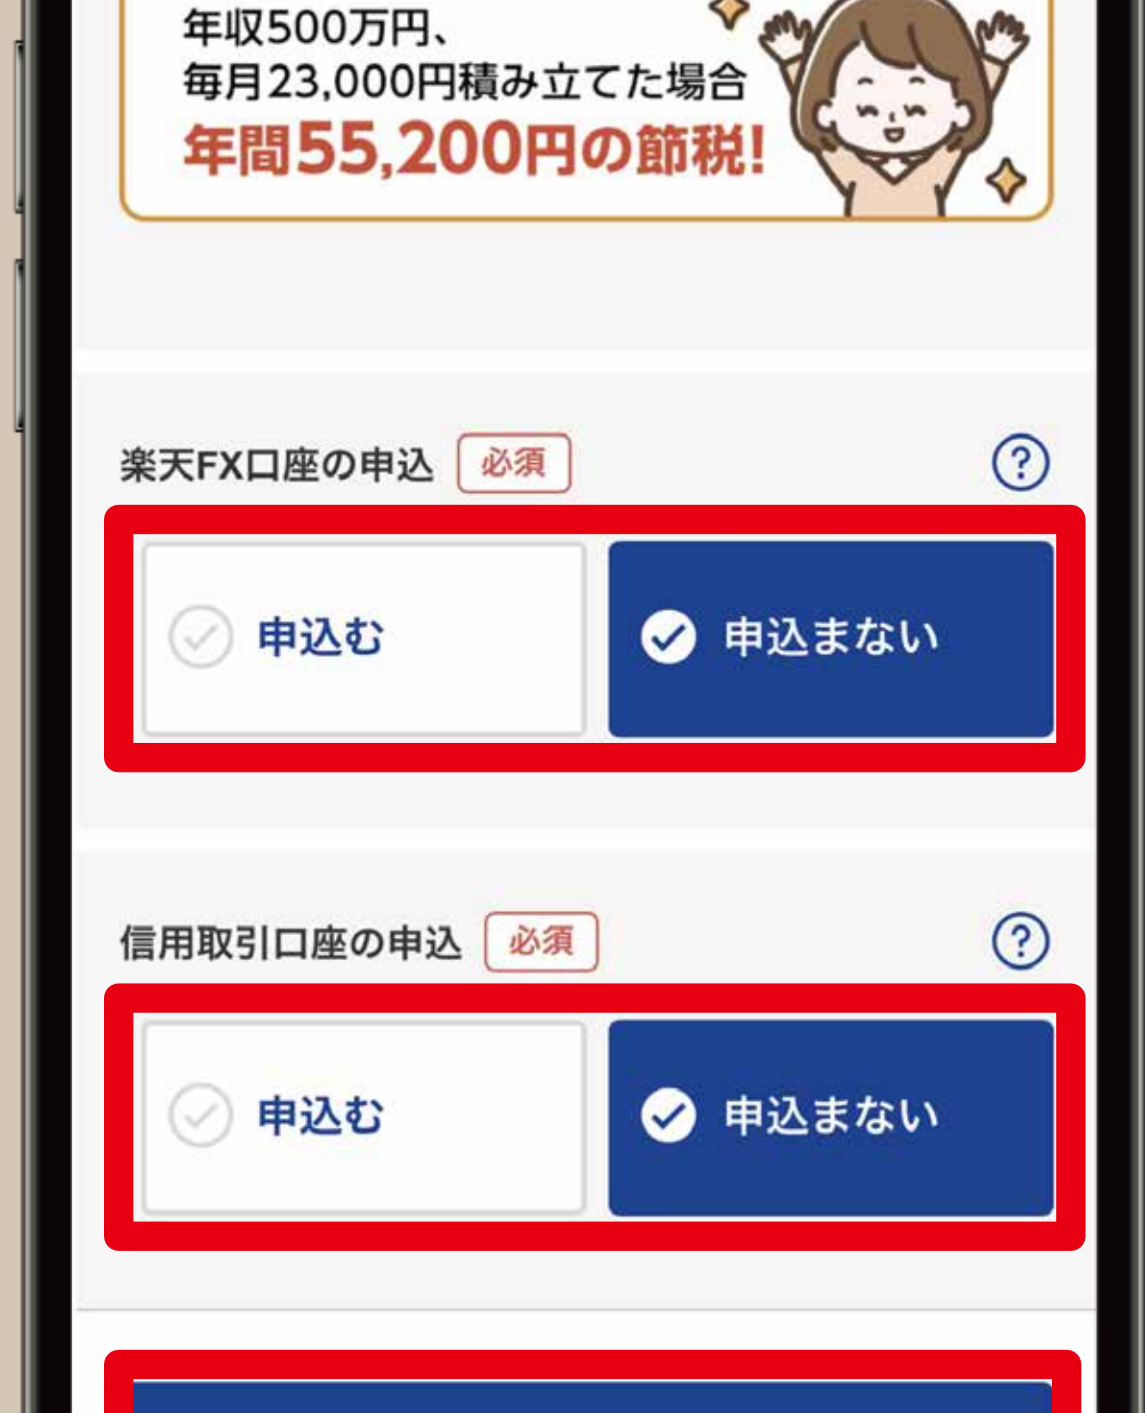 年収500万円、
毎月23,000円積み立てた場合
年間55,200円の節税!
楽天FX口座の申込 必須 ?
申込む 申込まない
信用取引口座の申込 必須 ?
申込む 申込まない